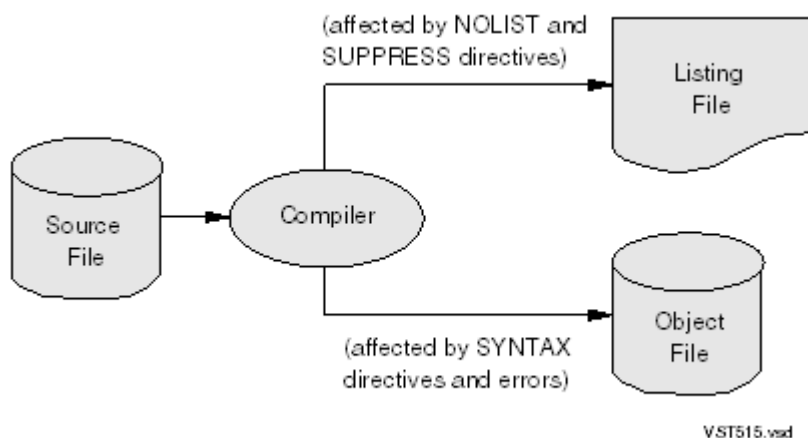 (affected by NOLIST and
SUPPRESS directives)
Listing
File
Source
File
Compiler
Object
File
(affected by SYNTAX
directives and errors)
VST515.vsd